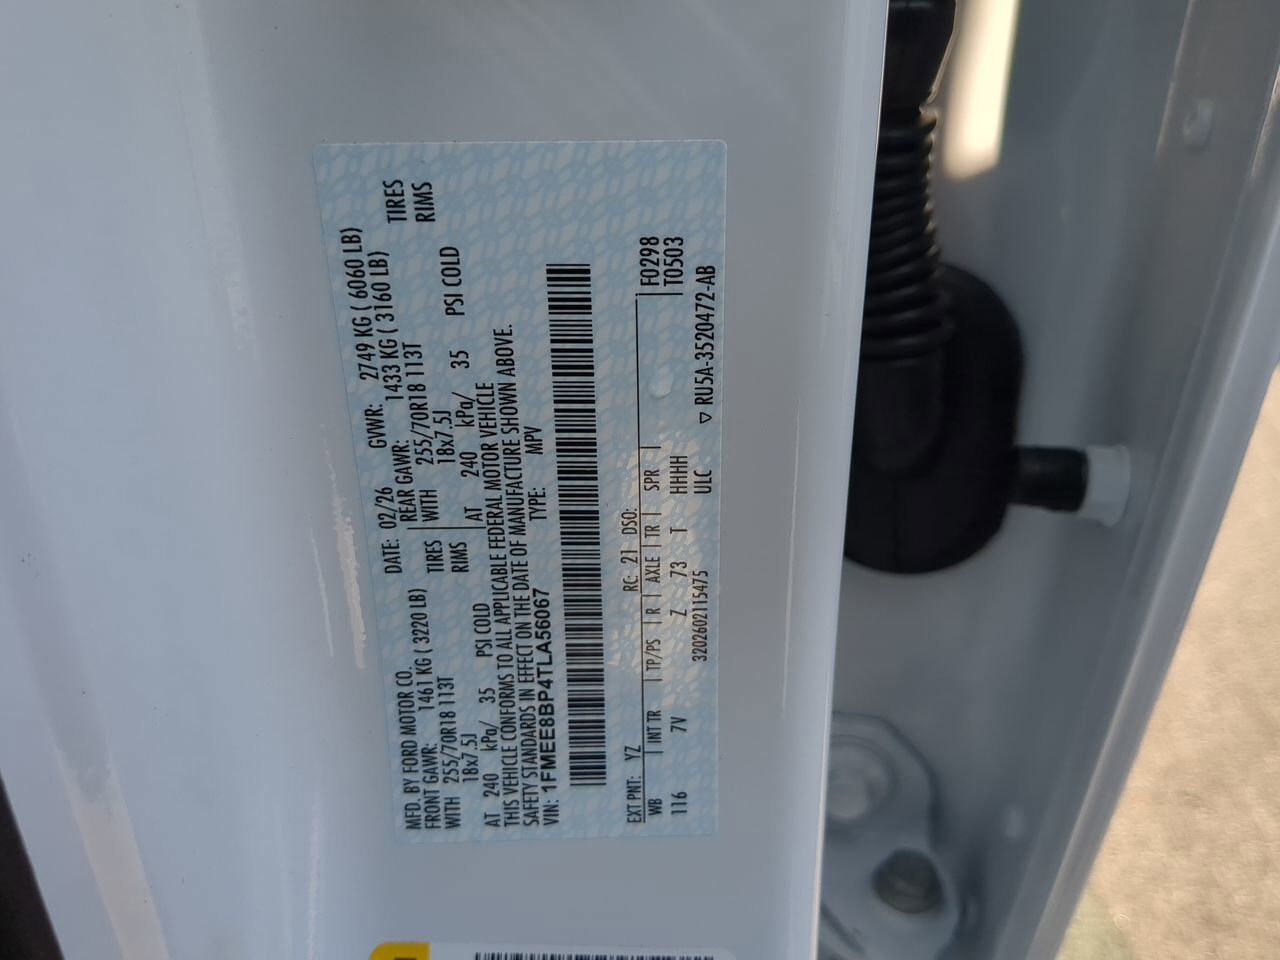 MFD. BY FORD MOTOR CO.
DATE: 02/26 GVWR: 2749 KG ( 6060 LB)
FRONT GAWR: 1461 KG ( 3220 LB) REAR GAWR: 1433 KG ( 3160 LB)
WITH 255/70R18 113T TIRES WITH 255/70R18 113T TIRES
18x7.5J RIMS 18x7.5J RIMS
AT 240 kPa/ 35 PSI COLD AT 240 kPa/ 35 PSI COLD
THIS VEHICLE CONFORMS TO ALL APPLICABLE FEDERAL MOTOR VEHICLE
SAFETY STANDARDS IN EFFECT ON THE DATE OF MANUFACTURE SHOWN ABOVE.
VIN: 1FMEE8BP4TLA56067 TYPE: MPV
EXT PNT: YZ RC: 21 DSO: F0298
WB INT TR TP/PS R AXLE TR SPR T0503
116 7V Z 73 T HHHH
3202602115475 ULC ▽ RU5A-3520472-AB